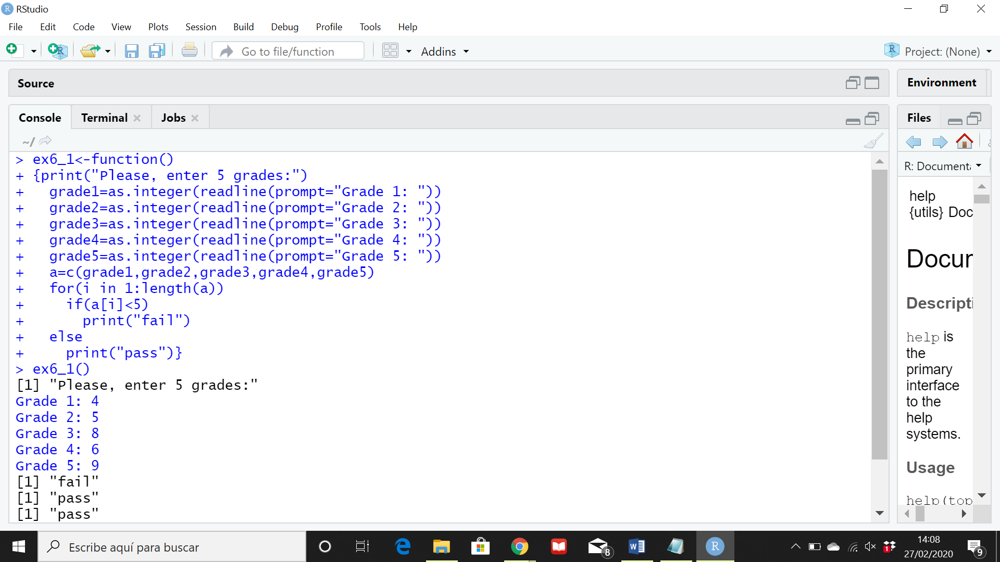 RStudio
File Edit Code View Plots Session Build Debug Profile Tools Help
Go to file/function Addins Project: (None)
Source
Environment
Console Terminal Jobs
Files
~/
> ex6_1<-function()
+ {print("Please, enter 5 grades:")
+   grade1=as.integer(readline(prompt="Grade 1: "))
+   grade2=as.integer(readline(prompt="Grade 2: "))
+   grade3=as.integer(readline(prompt="Grade 3: "))
+   grade4=as.integer(readline(prompt="Grade 4: "))
+   grade5=as.integer(readline(prompt="Grade 5: "))
+   a=c(grade1,grade2,grade3,grade4,grade5)
+   for(i in 1:length(a))
+     if(a[i]<5)
+       print("fail")
+   else
+     print("pass")}
> ex6_1()
[1] "Please, enter 5 grades:"
Grade 1: 4
Grade 2: 5
Grade 3: 8
Grade 4: 6
Grade 5: 9
[1] "fail"
[1] "pass"
[1] "pass"
R: Documenta
help
{utils} Doc
Docum
Descripti
help is
the
primary
interface
to the
help
systems.
Usage
help(top
Escribe aquí para buscar
8
1
14:08
27/02/2020
9